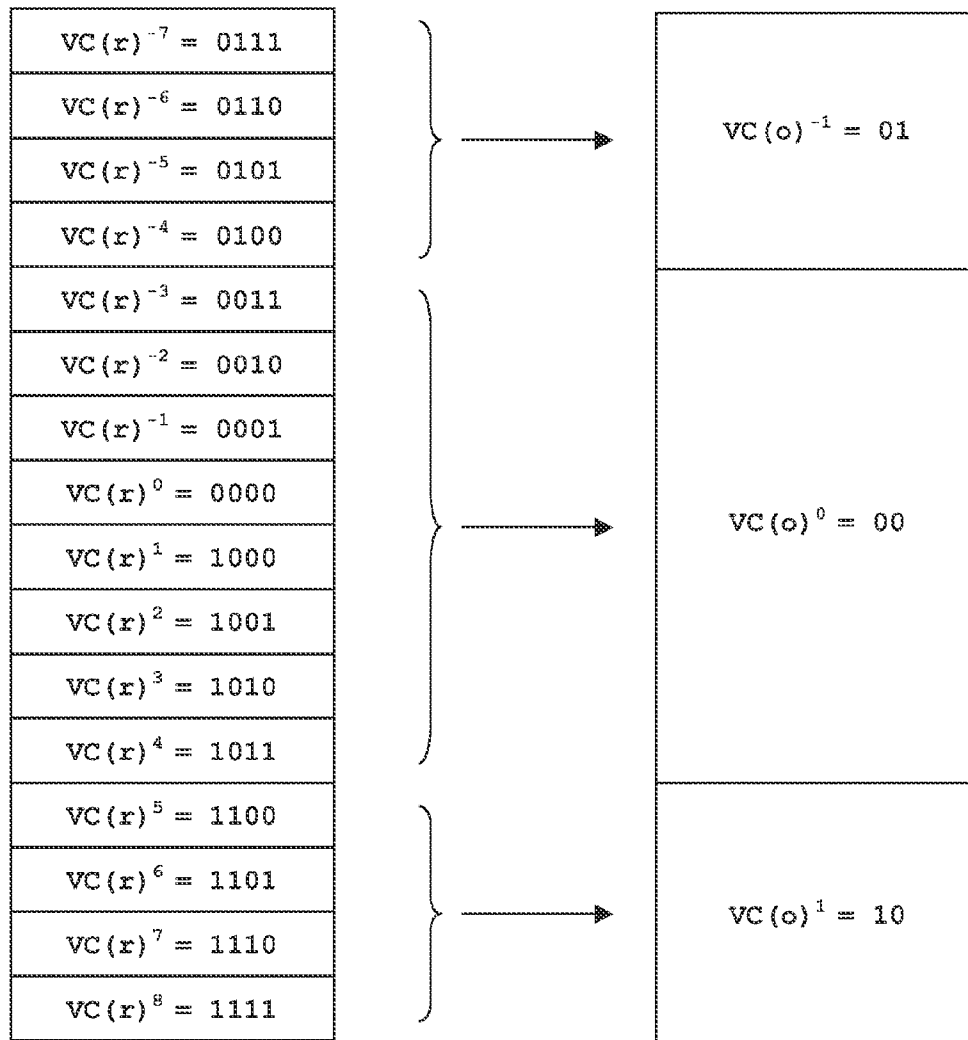 VC(r)⁻⁷ = 0111
VC(r)⁻⁶ = 0110
VC(r)⁻⁵ = 0101
VC(r)⁻⁴ = 0100
VC(r)⁻³ = 0011
VC(r)⁻² = 0010
VC(r)⁻¹ = 0001
VC(r)⁰ = 0000
VC(r)¹ = 1000
VC(r)² = 1001
VC(r)³ = 1010
VC(r)⁴ = 1011
VC(r)⁵ = 1100
VC(r)⁶ = 1101
VC(r)⁷ = 1110
VC(r)⁸ = 1111
VC(o)⁻¹ = 01
VC(o)⁰ = 00
VC(o)¹ = 10